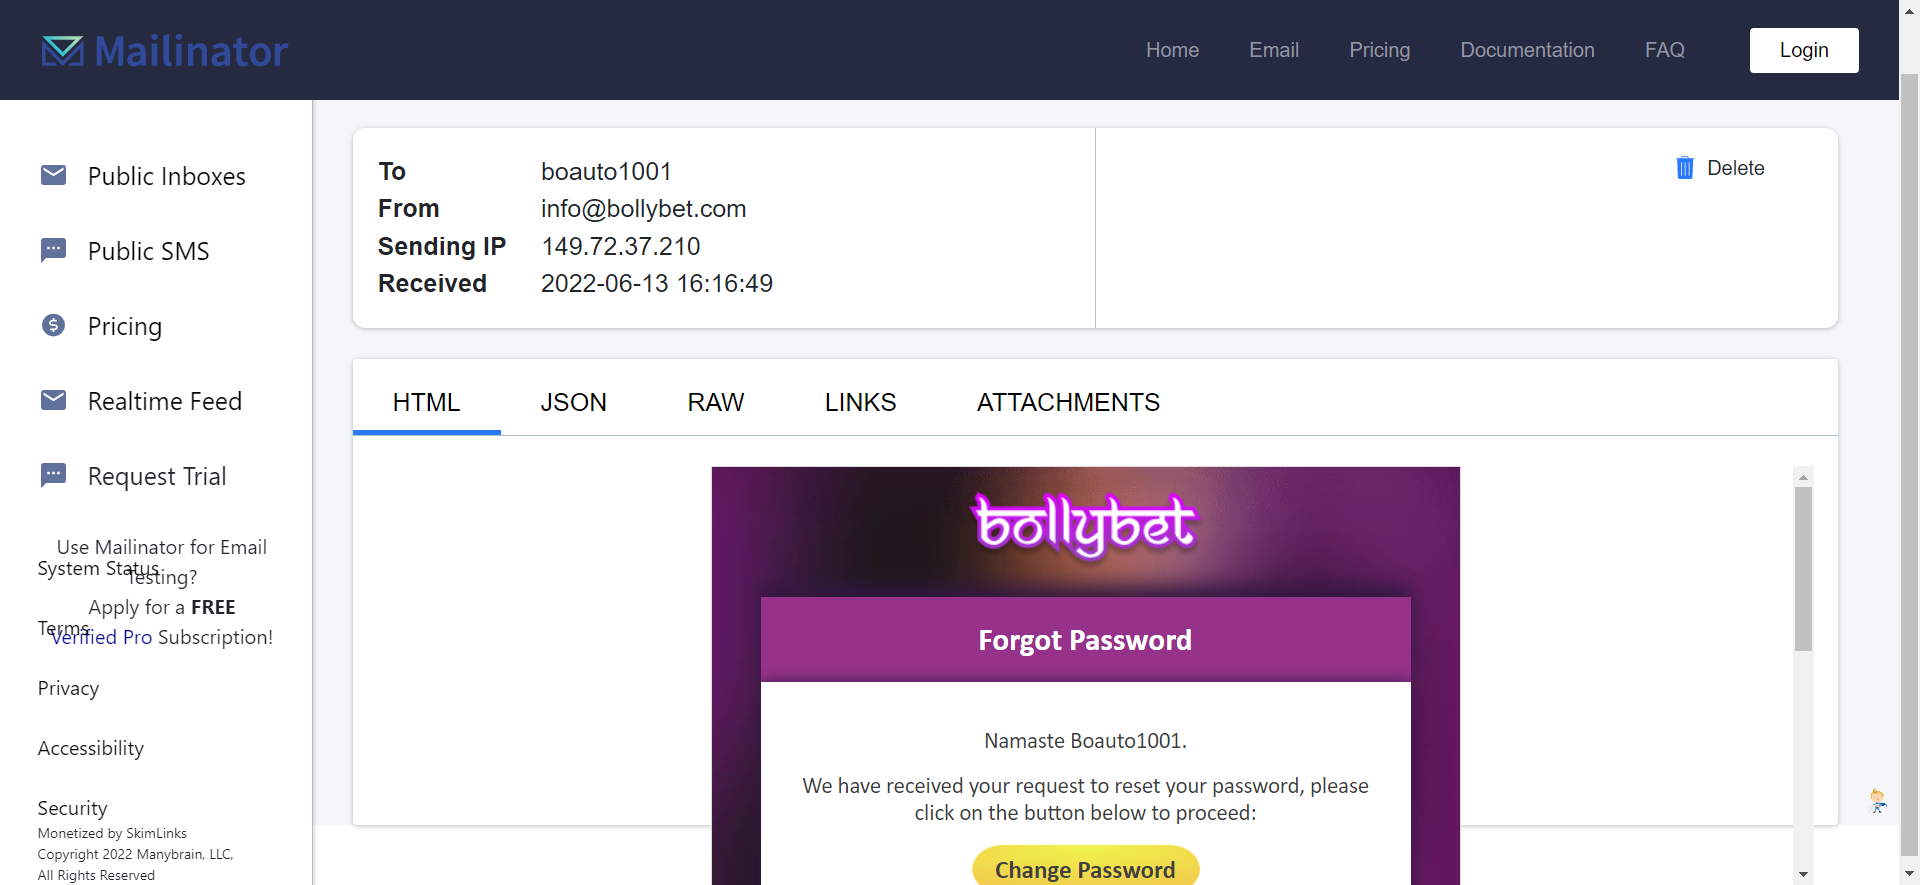 Mailinator
Home Email Pricing Documentation FAQ Login
Public Inboxes
Public SMS
Pricing
Realtime Feed
Request Trial
Use Mailinator for Email
Testing?
Apply for a FREE
Verified Pro Subscription!
System Status
Terms
Privacy
Accessibility
Security
Monetized by SkimLinks
Copyright 2022 Manybrain, LLC,
All Rights Reserved
To boauto1001
From info@bollybet.com
Sending IP 149.72.37.210
Received 2022-06-13 16:16:49
Delete
HTML JSON RAW LINKS ATTACHMENTS
bollybet
Forgot Password
Namaste Boauto1001.
We have received your request to reset your password, please
click on the button below to proceed:
Change Password